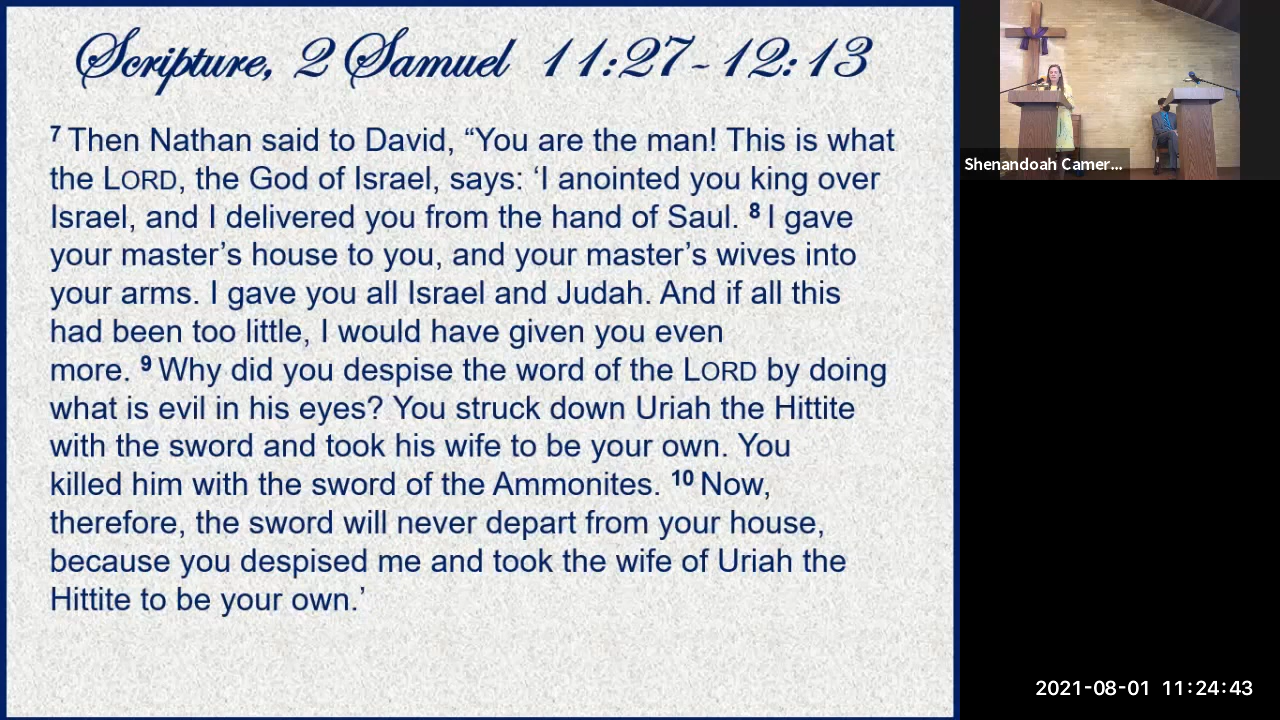 Scripture, 2 Samuel 11:27-12:13
7 Then Nathan said to David, “You are the man! This is what
the LORD, the God of Israel, says: ‘I anointed you king over
Israel, and I delivered you from the hand of Saul. 8 I gave
your master’s house to you, and your master’s wives into
your arms. I gave you all Israel and Judah. And if all this
had been too little, I would have given you even
more. 9 Why did you despise the word of the LORD by doing
what is evil in his eyes? You struck down Uriah the Hittite
with the sword and took his wife to be your own. You
killed him with the sword of the Ammonites. 10 Now,
therefore, the sword will never depart from your house,
because you despised me and took the wife of Uriah the
Hittite to be your own.’
Shenandoah Camer...
2021-08-01 11:24:43